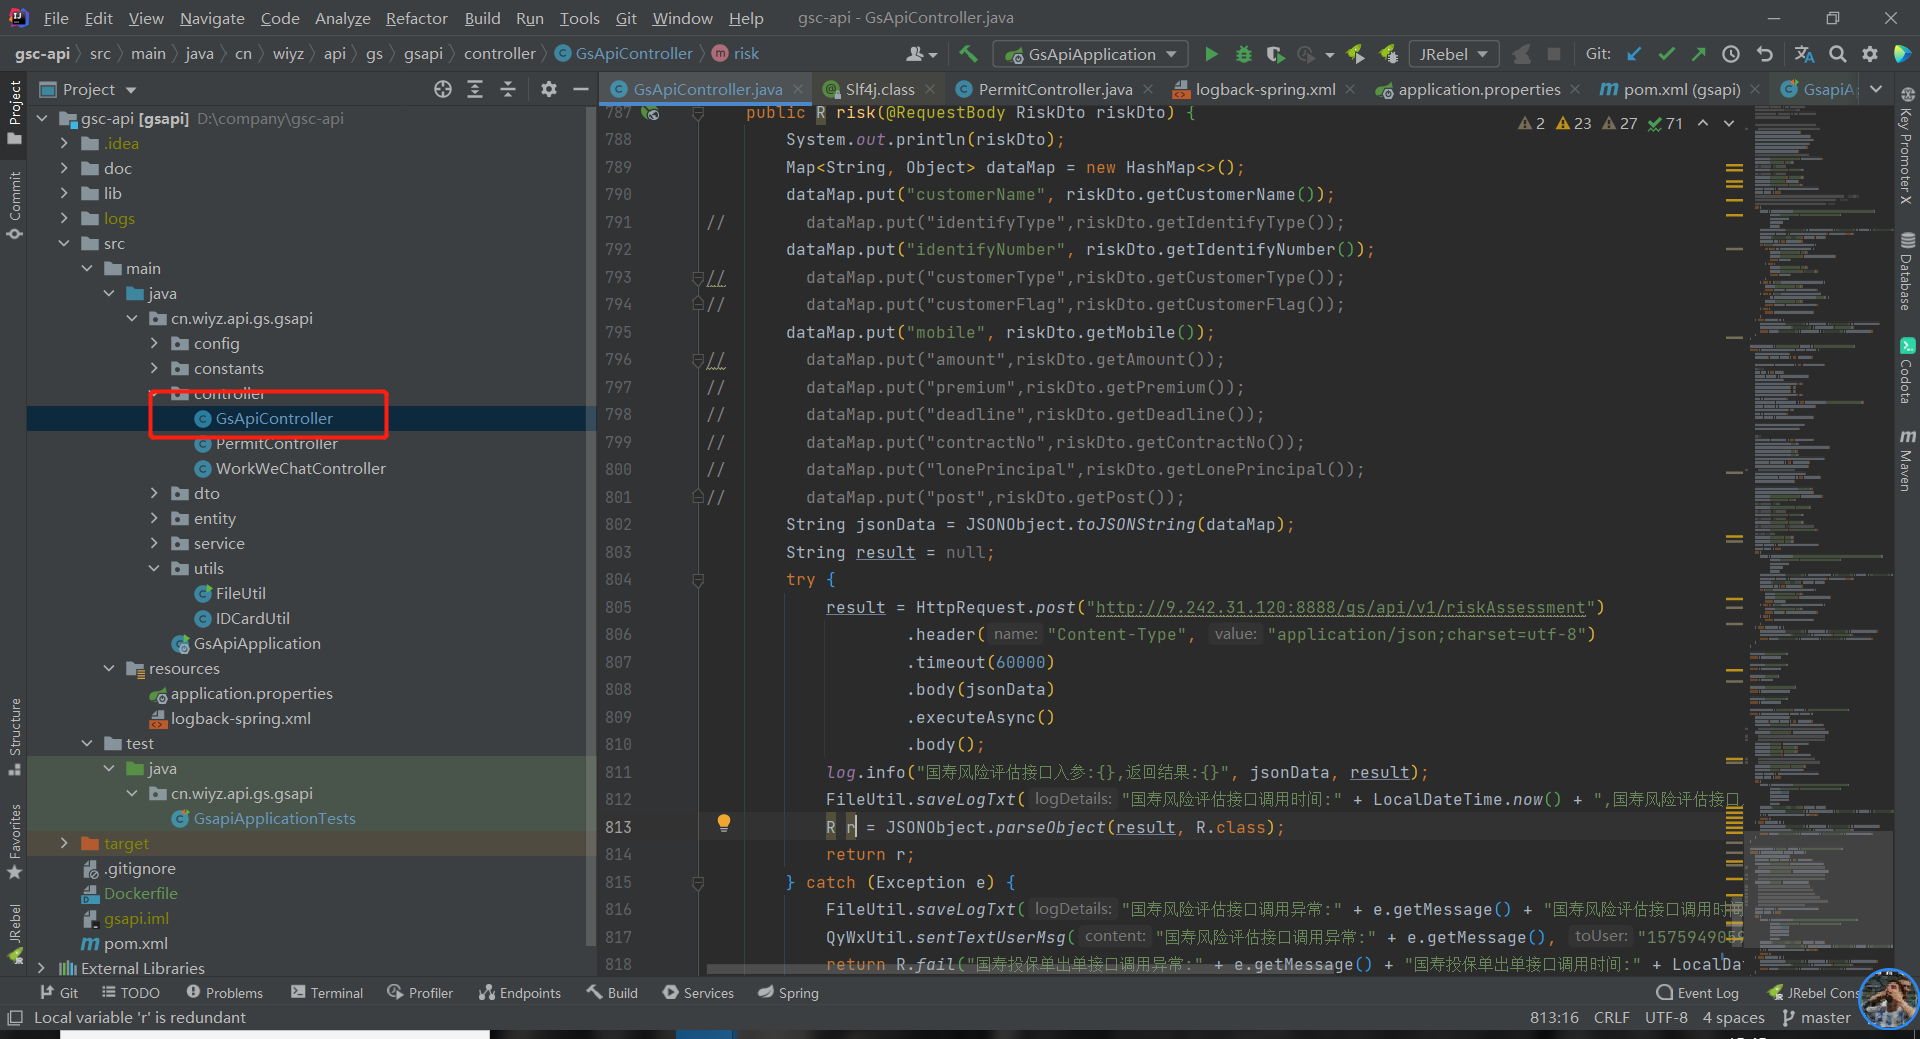 File Edit View Navigate Code Analyze Refactor Build Run Tools Git Window Help gsc-api - GsApiController.java
gsc-api src main java cn wiyz api gs gsapi controller GsApiController risk
GsApiApplication JRebel Git:
Project
GsApiController.java Slf4j.class PermitController.java logback-spring.xml application.properties pom.xml (gsapi) GsapiA
2 23 27 71
gsc-api [gsapi] D:\company\gsc-api
.idea
doc
lib
logs
src
main
java
cn.wiyz.api.gs.gsapi
config
constants
controller
GsApiController
PermitController
WorkWeChatController
dto
entity
service
utils
FileUtil
IDCardUtil
GsApiApplication
resources
application.properties
logback-spring.xml
test
java
cn.wiyz.api.gs.gsapi
GsapiApplicationTests
target
.gitignore
Dockerfile
gsapi.iml
pom.xml
External Libraries
787 public R risk(@RequestBody RiskDto riskDto) {
788 System.out.println(riskDto);
789 Map<String, Object> dataMap = new HashMap<>();
790 dataMap.put("customerName", riskDto.getCustomerName());
791 // dataMap.put("identifyType",riskDto.getIdentifyType());
792 dataMap.put("identifyNumber", riskDto.getIdentifyNumber());
793 // dataMap.put("customerType",riskDto.getCustomerType());
794 // dataMap.put("customerFlag",riskDto.getCustomerFlag());
795 dataMap.put("mobile", riskDto.getMobile());
796 // dataMap.put("amount",riskDto.getAmount());
797 // dataMap.put("premium",riskDto.getPremium());
798 // dataMap.put("deadline",riskDto.getDeadline());
799 // dataMap.put("contractNo",riskDto.getContractNo());
800 // dataMap.put("lonePrincipal",riskDto.getLonePrincipal());
801 // dataMap.put("post",riskDto.getPost());
802 String jsonData = JSONObject.toJSONString(dataMap);
803 String result = null;
804 try {
805 result = HttpRequest.post("http://9.242.31.120:8888/gs/api/v1/riskAssessment")
806 .header( name: "Content-Type", value: "application/json;charset=utf-8")
807 .timeout(60000)
808 .body(jsonData)
809 .executeAsync()
810 .body();
811 log.info("国寿风险评估接口入参:{},返回结果:{}", jsonData, result);
812 FileUtil.saveLogTxt( logDetails: "国寿风险评估接口调用时间:" + LocalDateTime.now() + ",国寿风险评估接口
813 R r = JSONObject.parseObject(result, R.class);
814 return r;
815 } catch (Exception e) {
816 FileUtil.saveLogTxt( logDetails: "国寿风险评估接口调用异常:" + e.getMessage() + "国寿风险评估接口调用时间
817 QyWxUtil.sentTextUserMsg( content: "国寿风险评估接口调用异常:" + e.getMessage(), toUser: "157594905
818 return R.fail("国寿投保单出单接口调用异常:" + e.getMessage() + "国寿投保单出单接口调用时间:" + LocalDa
Project
Commit
Structure
Favorites
JRebel
Key Promoter X
Database
Codota
Maven
Git TODO Problems Terminal Profiler Endpoints Build Services Spring Event Log JRebel Cons
Local variable 'r' is redundant 813:16 CRLF UTF-8 4 spaces master